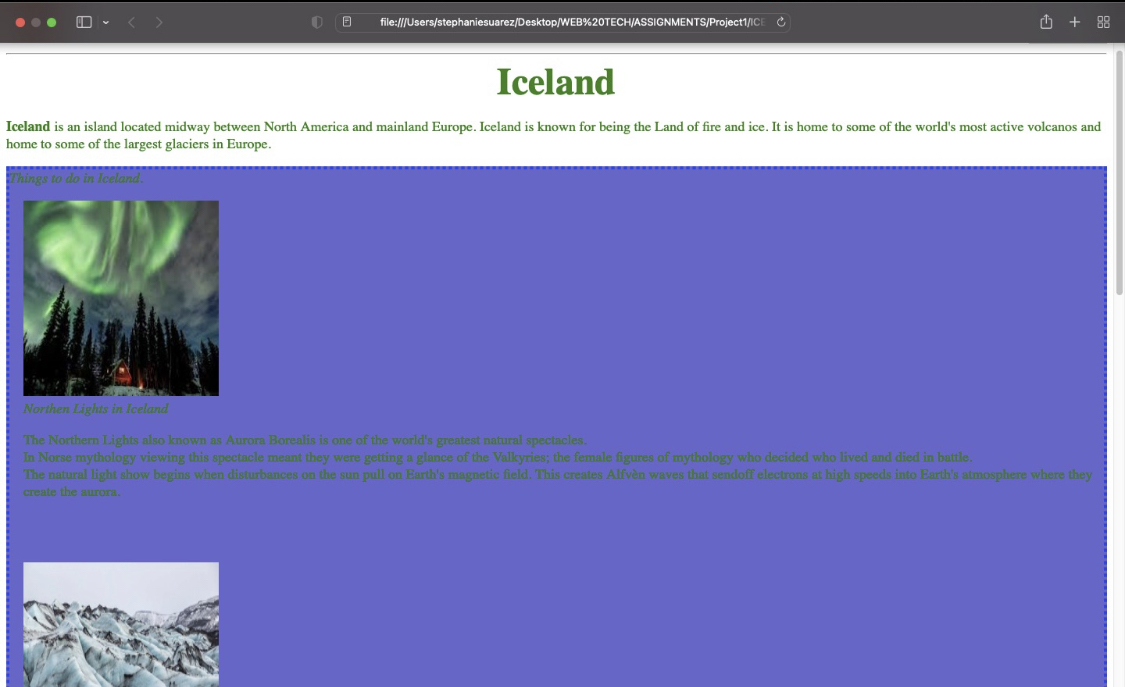 file:///Users/stephaniesuarez/Desktop/WEB%20TECH/ASSIGNMENTS/Project1/ICE
Iceland
Iceland is an island located midway between North America and mainland Europe. Iceland is known for being the Land of fire and ice. It is home to some of the world's most active volcanos and
home to some of the largest glaciers in Europe.
Things to do in Iceland.
Northen Lights in Iceland
The Northern Lights also known as Aurora Borealis is one of the world's greatest natural spectacles.
In Norse mythology viewing this spectacle meant they were getting a glance of the Valkyries; the female figures of mythology who decided who lived and died in battle.
The natural light show begins when disturbances on the sun pull on Earth's magnetic field. This creates Alfvèn waves that sendoff electrons at high speeds into Earth's atmosphere where they
create the aurora.